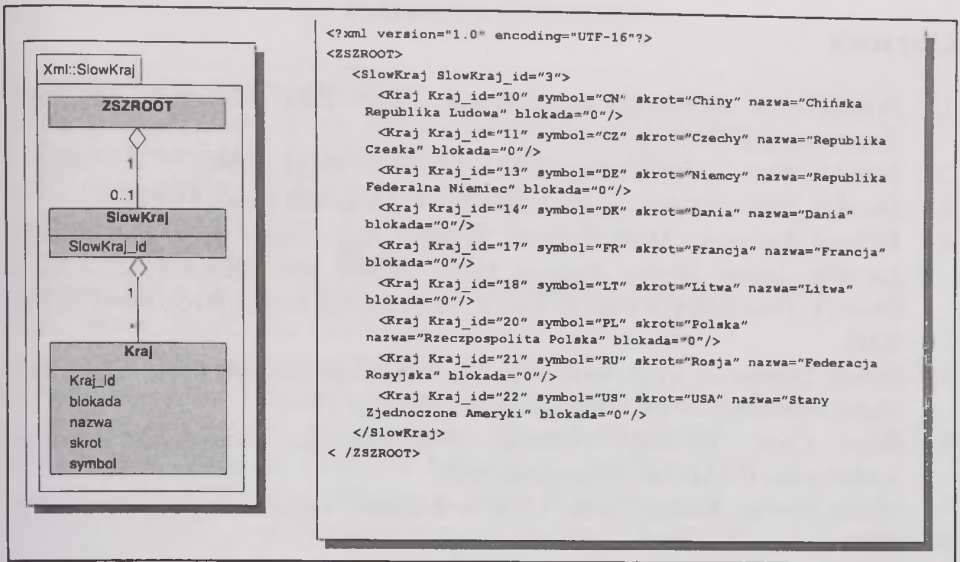 Xml::SlowKraj
ZSZROOT
1
0..1
SlowKraj
SlowKraj_id
1
*
Kraj
Kraj_id
blokada
nazwa
skrot
symbol
<?xml version="1.0" encoding="UTF-16"?>
<ZSZROOT>
<SlowKraj SlowKraj_id="3">
<Kraj Kraj_id="10" symbol="CN" skrot="Chiny" nazwa="Chińska
Republika Ludowa" blokada="0"/>
<Kraj Kraj_id="11" symbol="CZ" skrot="Czechy" nazwa="Republika
Czeska" blokada="0"/>
<Kraj Kraj_id="13" symbol="DE" skrot="Niemcy" nazwa="Republika
Federalna Niemiec" blokada="0"/>
<Kraj Kraj_id="14" symbol="DK" skrot="Dania" nazwa="Dania"
blokada="0"/>
<Kraj Kraj_id="17" symbol="FR" skrot="Francja" nazwa="Francja"
blokada="0"/>
<Kraj Kraj_id="18" symbol="LT" skrot="Litwa" nazwa="Litwa"
blokada="0"/>
<Kraj Kraj_id="20" symbol="PL" skrot="Polska"
nazwa="Rzeczpospolita Polska" blokada="0"/>
<Kraj Kraj_id="21" symbol="RU" skrot="Rosja" nazwa="Federacja
Rosyjska" blokada="0"/>
<Kraj Kraj_id="22" symbol="US" skrot="USA" nazwa="Stany
Zjednoczone Ameryki" blokada="0"/>
</SlowKraj>
< /ZSZROOT>